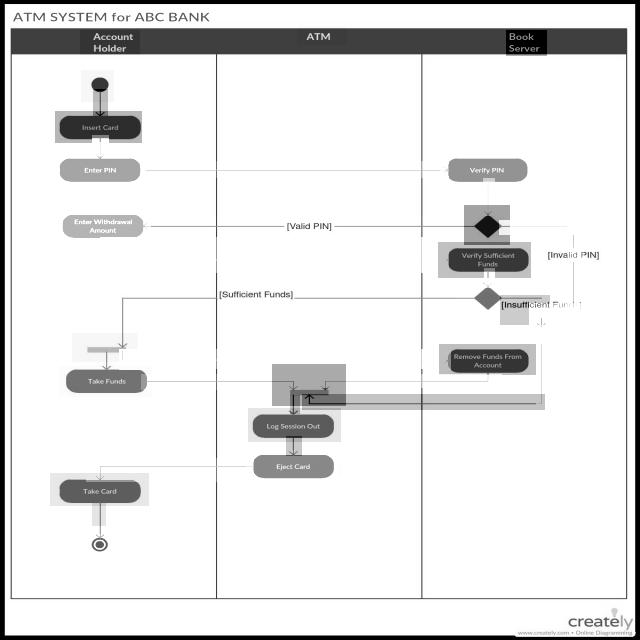 ATM SYSTEM for ABC BANK
Account
Holder
ATM
Book
Server
Insert Card
Enter PIN
Verify PIN
Enter Withdrawal
Amount
[Valid PIN]
[Invalid PIN]
Verify Sufficient
Funds
[Sufficient Funds]
[Insufficient
Remove Funds From
Account
Take Funds
Log Session Out
Eject Card
Take Card
creately
www.creately.com • Online Diagramming